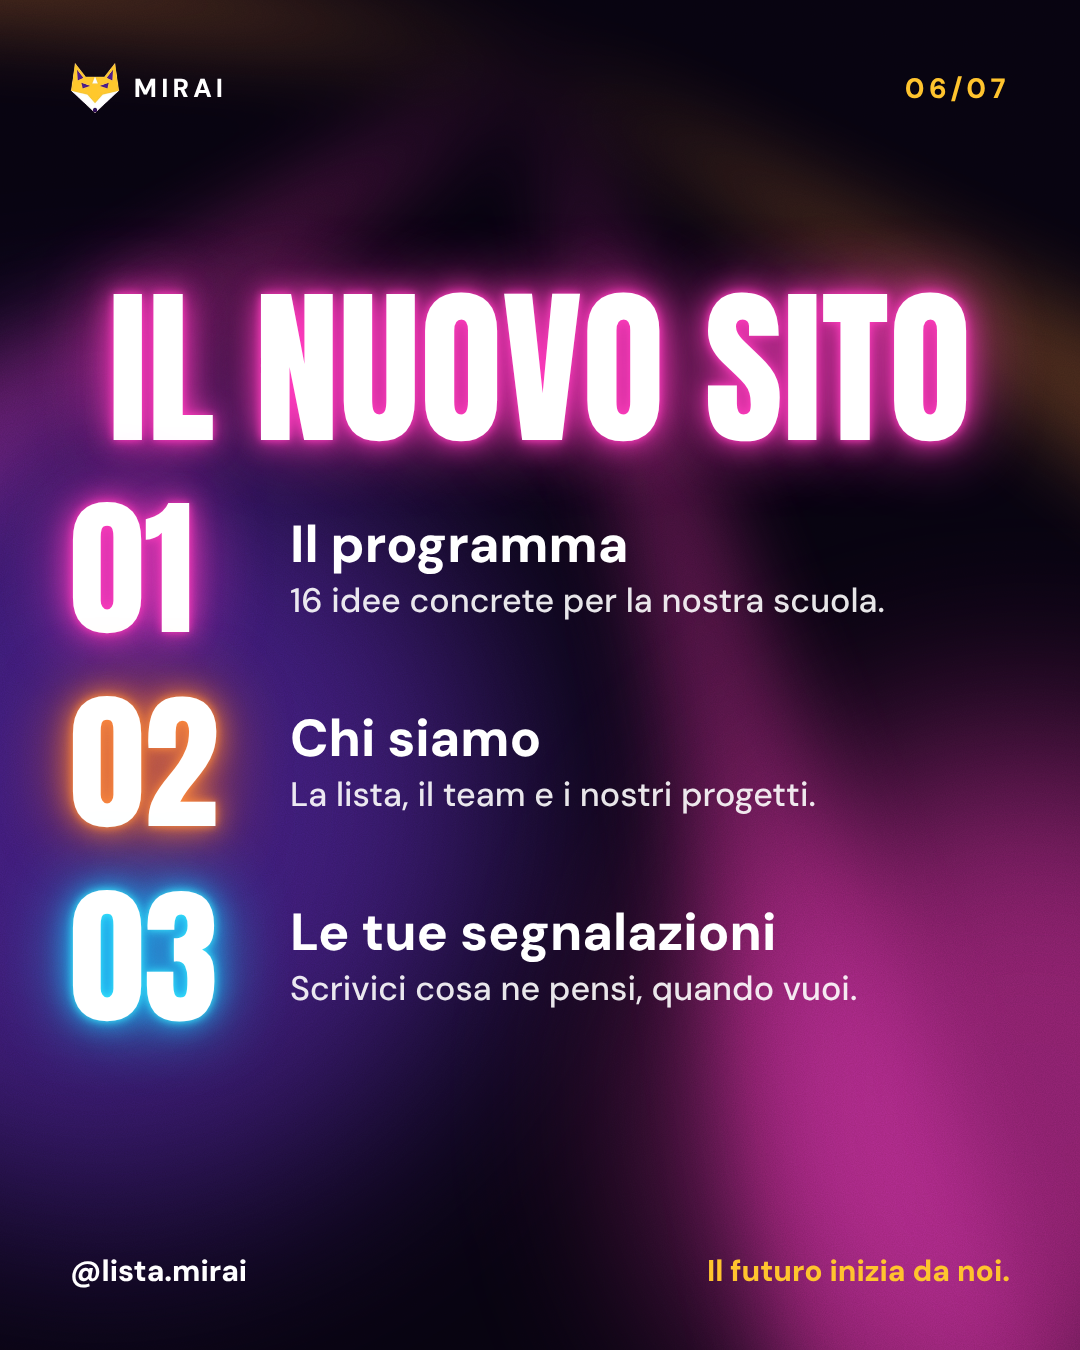 MIRAI
06/07
IL NUOVO SITO
01
Il programma
16 idee concrete per la nostra scuola.
02
Chi siamo
La lista, il team e i nostri progetti.
03
Le tue segnalazioni
Scrivici cosa ne pensi, quando vuoi.
@lista.mirai
Il futuro inizia da noi.